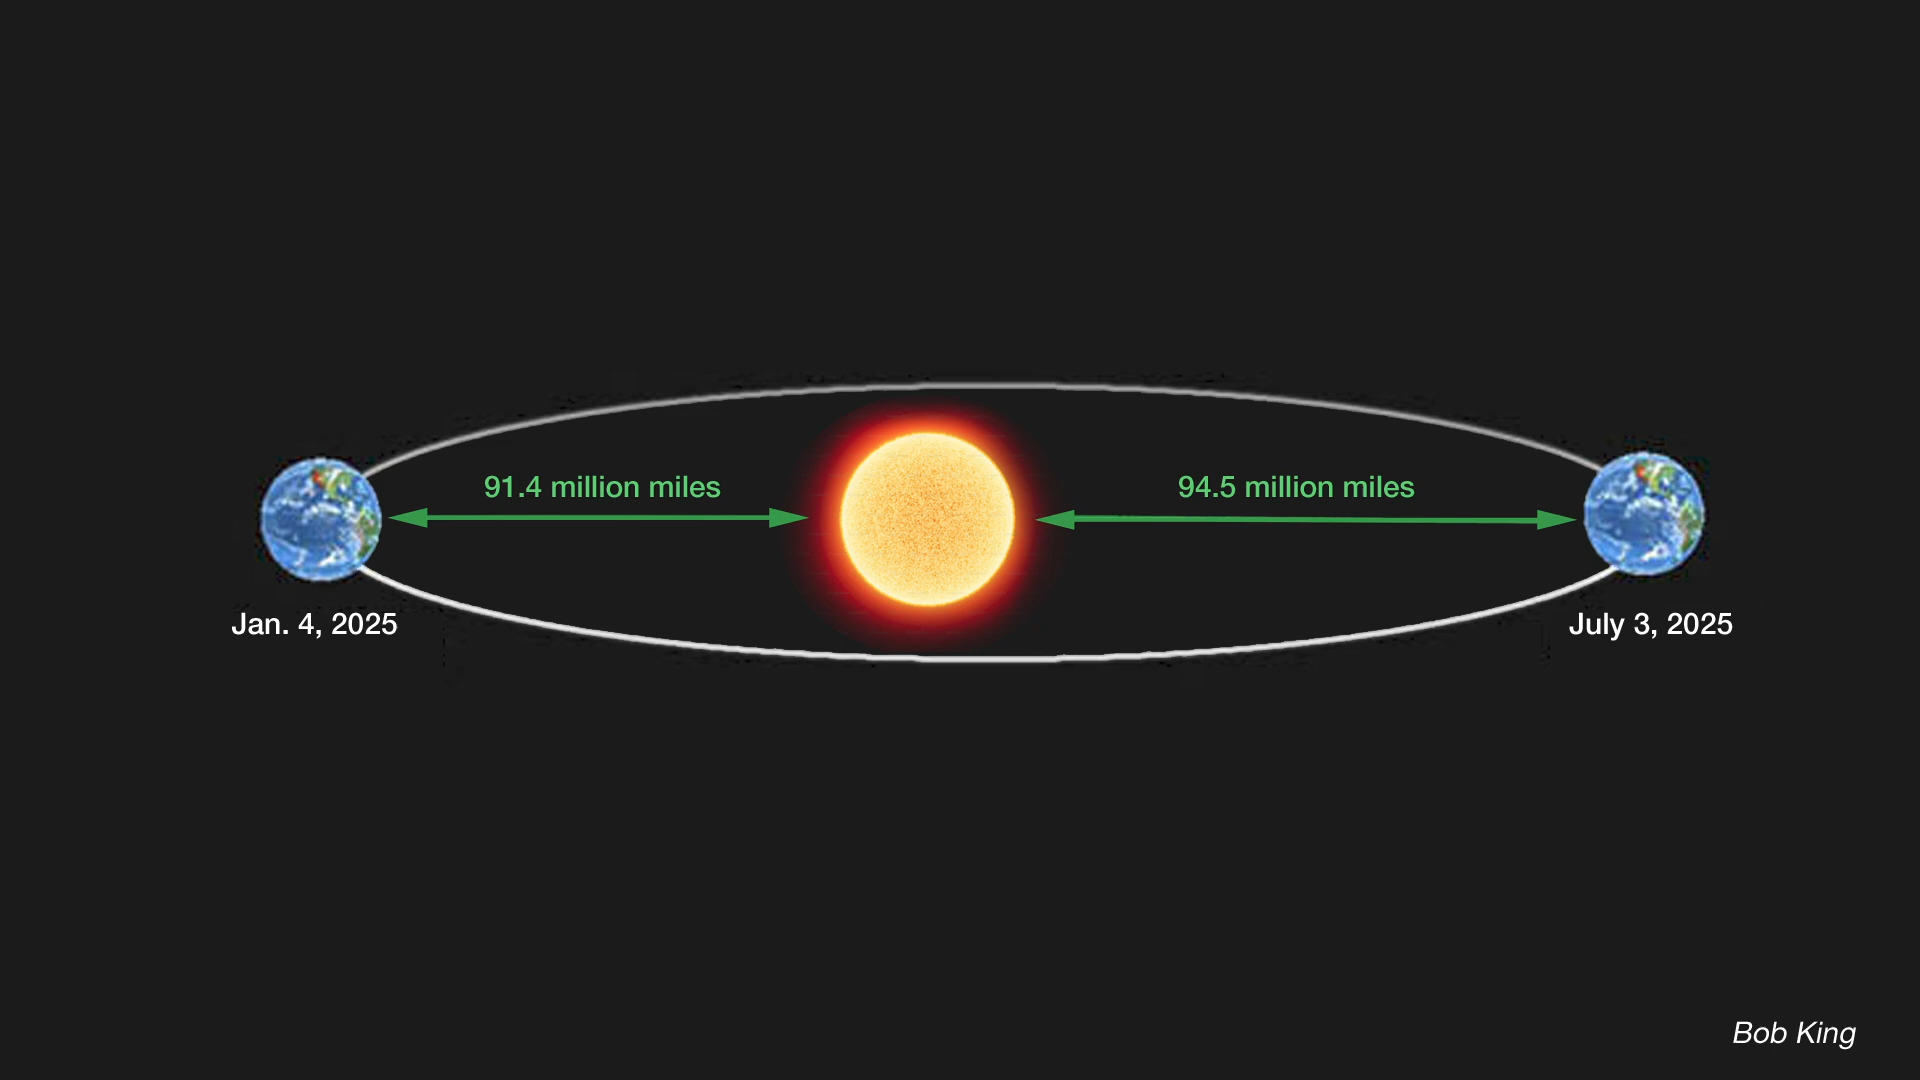 91.4 million miles
94.5 million miles
Jan. 4, 2025
July 3, 2025
Bob King